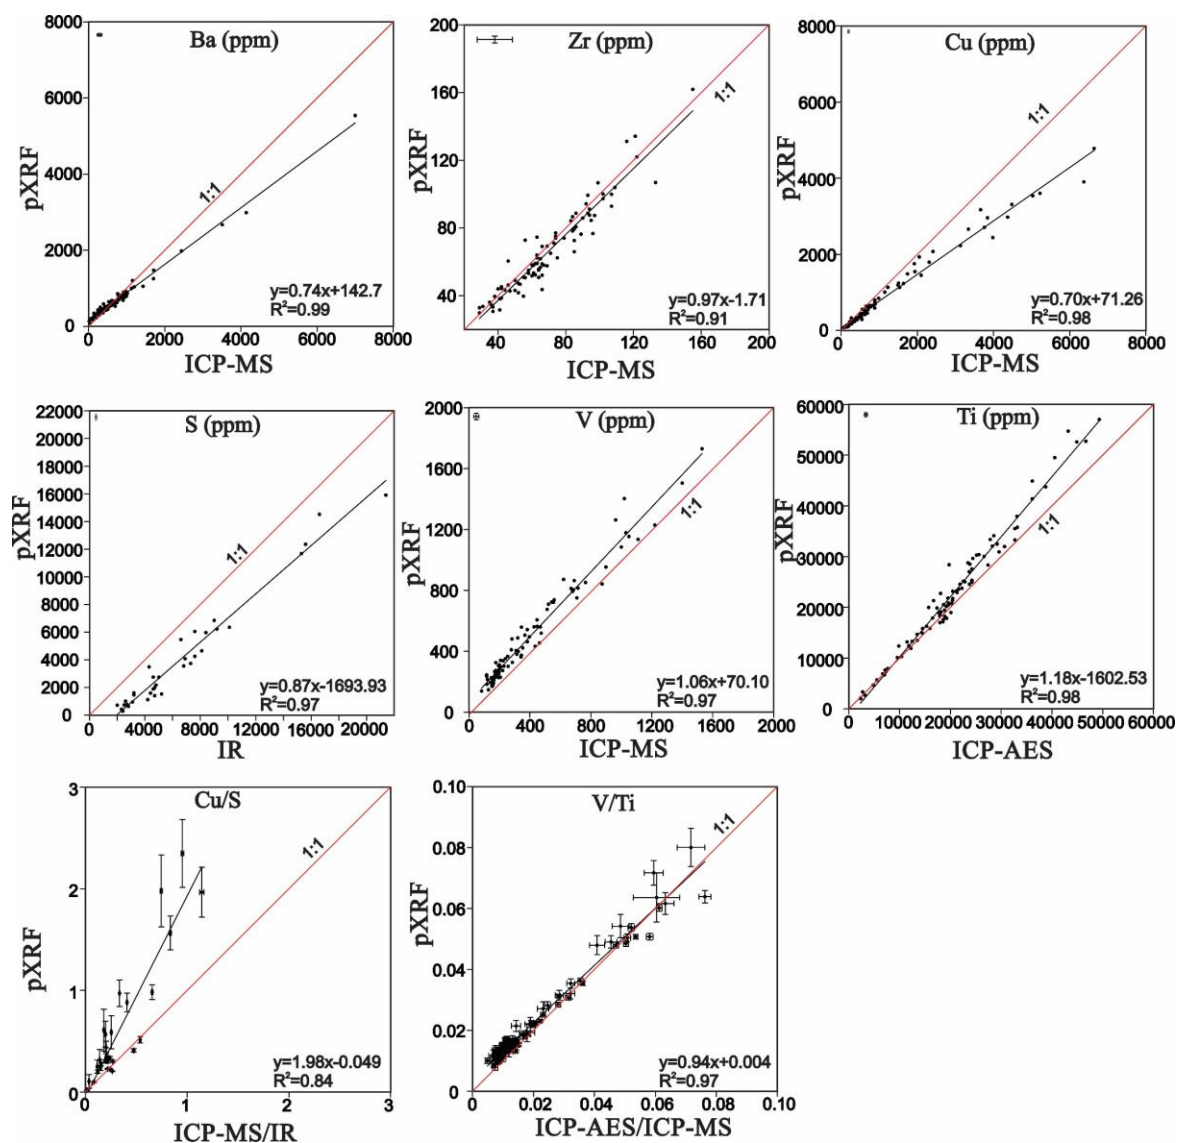 Ba (ppm)
8000
6000
4000
2000
0
pXRF
1:1
y=0.74x+142.7
R²=0.99
0 2000 4000 6000 8000
ICP-MS
Zr (ppm)
200
160
120
80
40
pXRF
1:1
y=0.97x-1.71
R²=0.91
40 80 120 160 200
ICP-MS
Cu (ppm)
8000
6000
4000
2000
0
pXRF
1:1
y=0.70x+71.26
R²=0.98
0 2000 4000 6000 8000
ICP-MS
S (ppm)
22000
20000
18000
16000
14000
12000
10000
8000
6000
4000
2000
0
pXRF
1:1
y=0.87x-1693.93
R²=0.97
0 4000 8000 12000 16000 20000
IR
V (ppm)
2000
1600
1200
800
400
0
pXRF
1:1
y=1.06x+70.10
R²=0.97
0 400 800 1200 1600 2000
ICP-MS
Ti (ppm)
60000
50000
40000
30000
20000
10000
0
pXRF
1:1
y=1.18x-1602.53
R²=0.98
0 10000 20000 30000 40000 50000 60000
ICP-AES
Cu/S
3
2
1
0
pXRF
1:1
y=1.98x-0.049
R²=0.84
0 1 2 3
ICP-MS/IR
V/Ti
0.10
0.08
0.06
0.04
0.02
0
pXRF
1:1
y=0.94x+0.004
R²=0.97
0 0.02 0.04 0.06 0.08 0.10
ICP-AES/ICP-MS